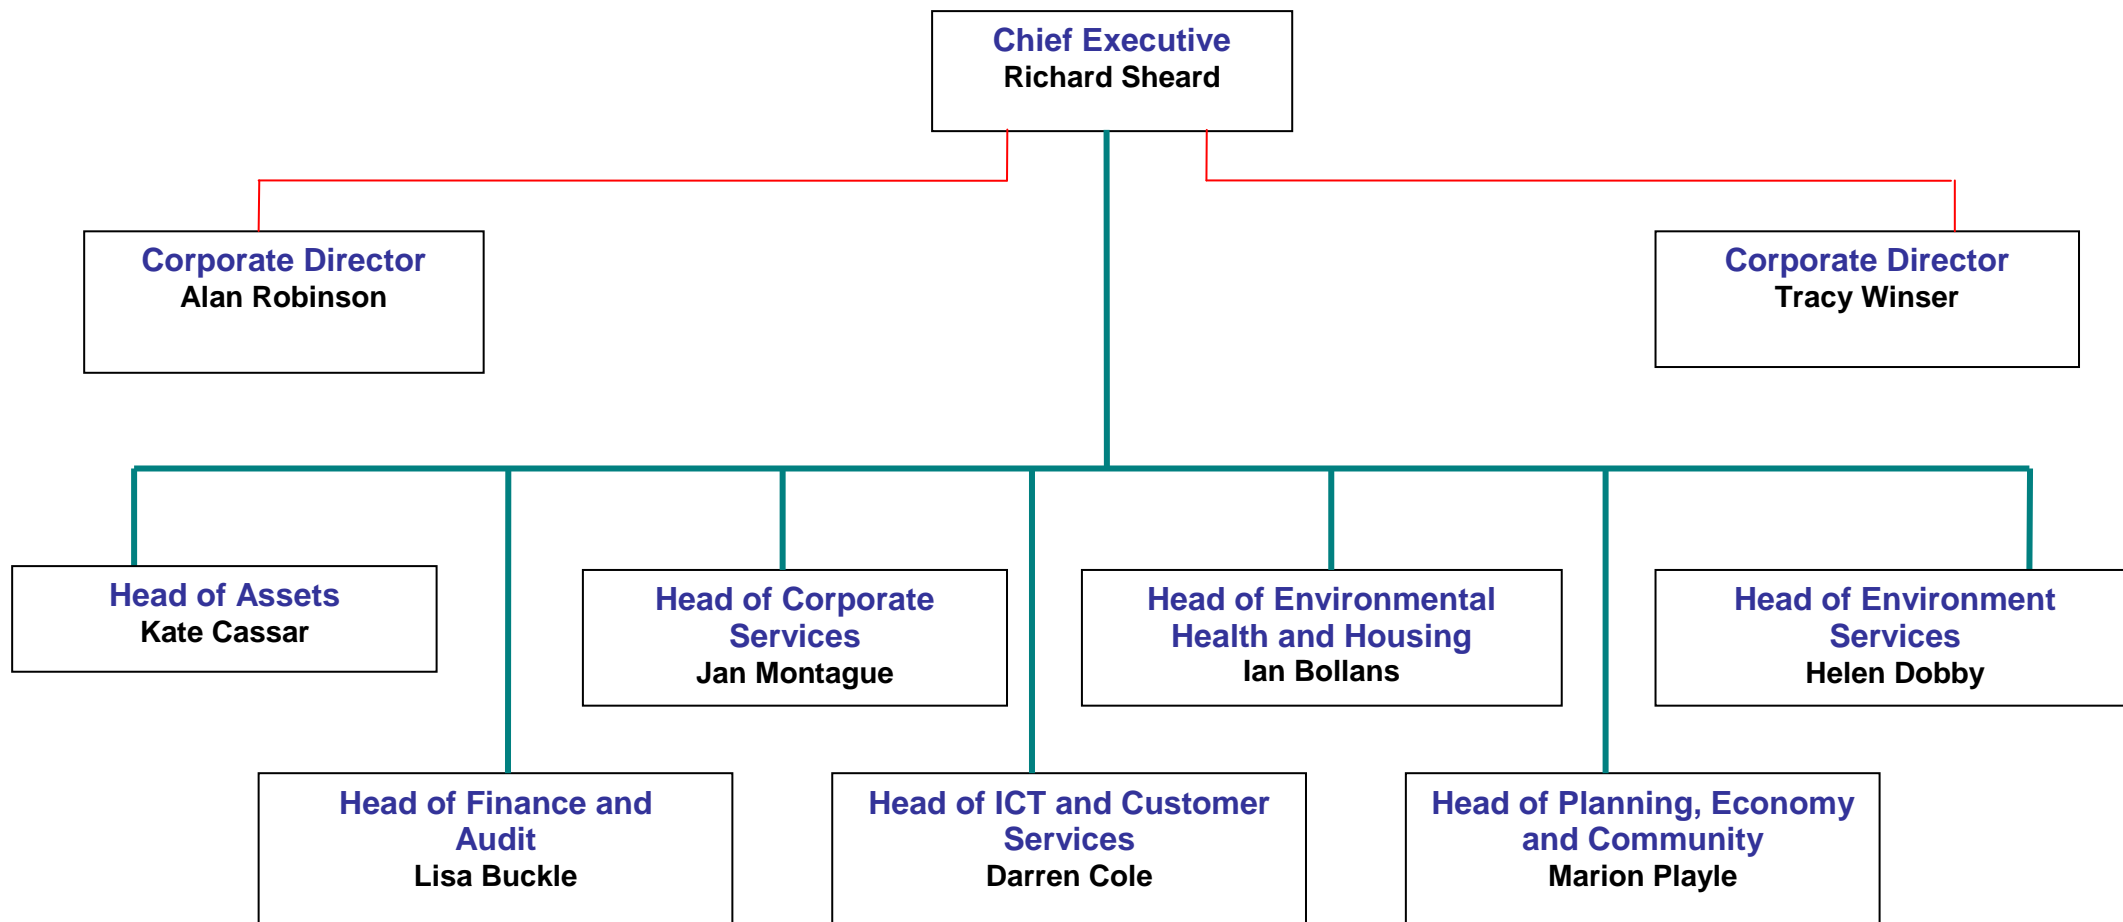 Chief Executive
Richard Sheard
Corporate Director
Alan Robinson
Corporate Director
Tracy Winser
Head of Assets
Kate Cassar
Head of Corporate
Services
Jan Montague
Head of Environmental
Health and Housing
Ian Bollans
Head of Environment
Services
Helen Dobby
Head of Finance and
Audit
Lisa Buckle
Head of ICT and Customer
Services
Darren Cole
Head of Planning, Economy
and Community
Marion Playle